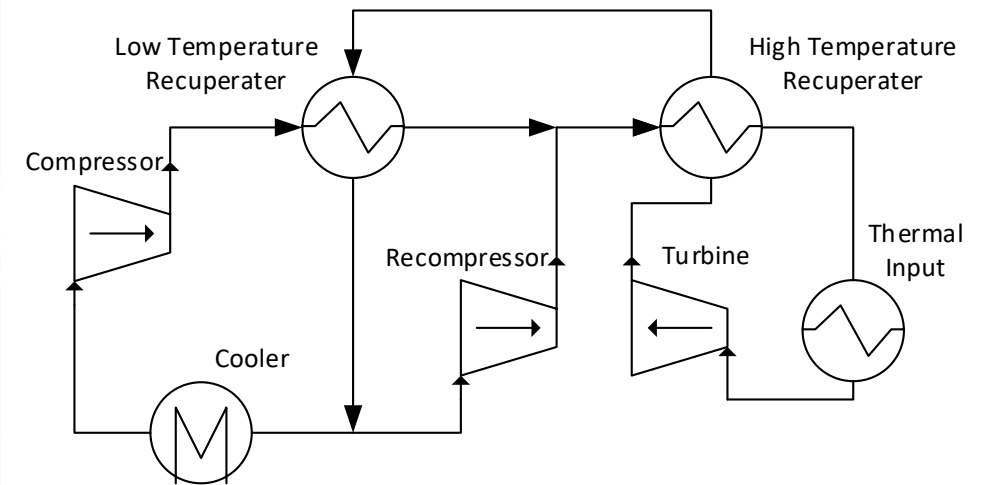 Low Temperature
Recuperater
High Temperature
Recuperater
Compressor
Recompressor
Turbine
Thermal
Input
Cooler